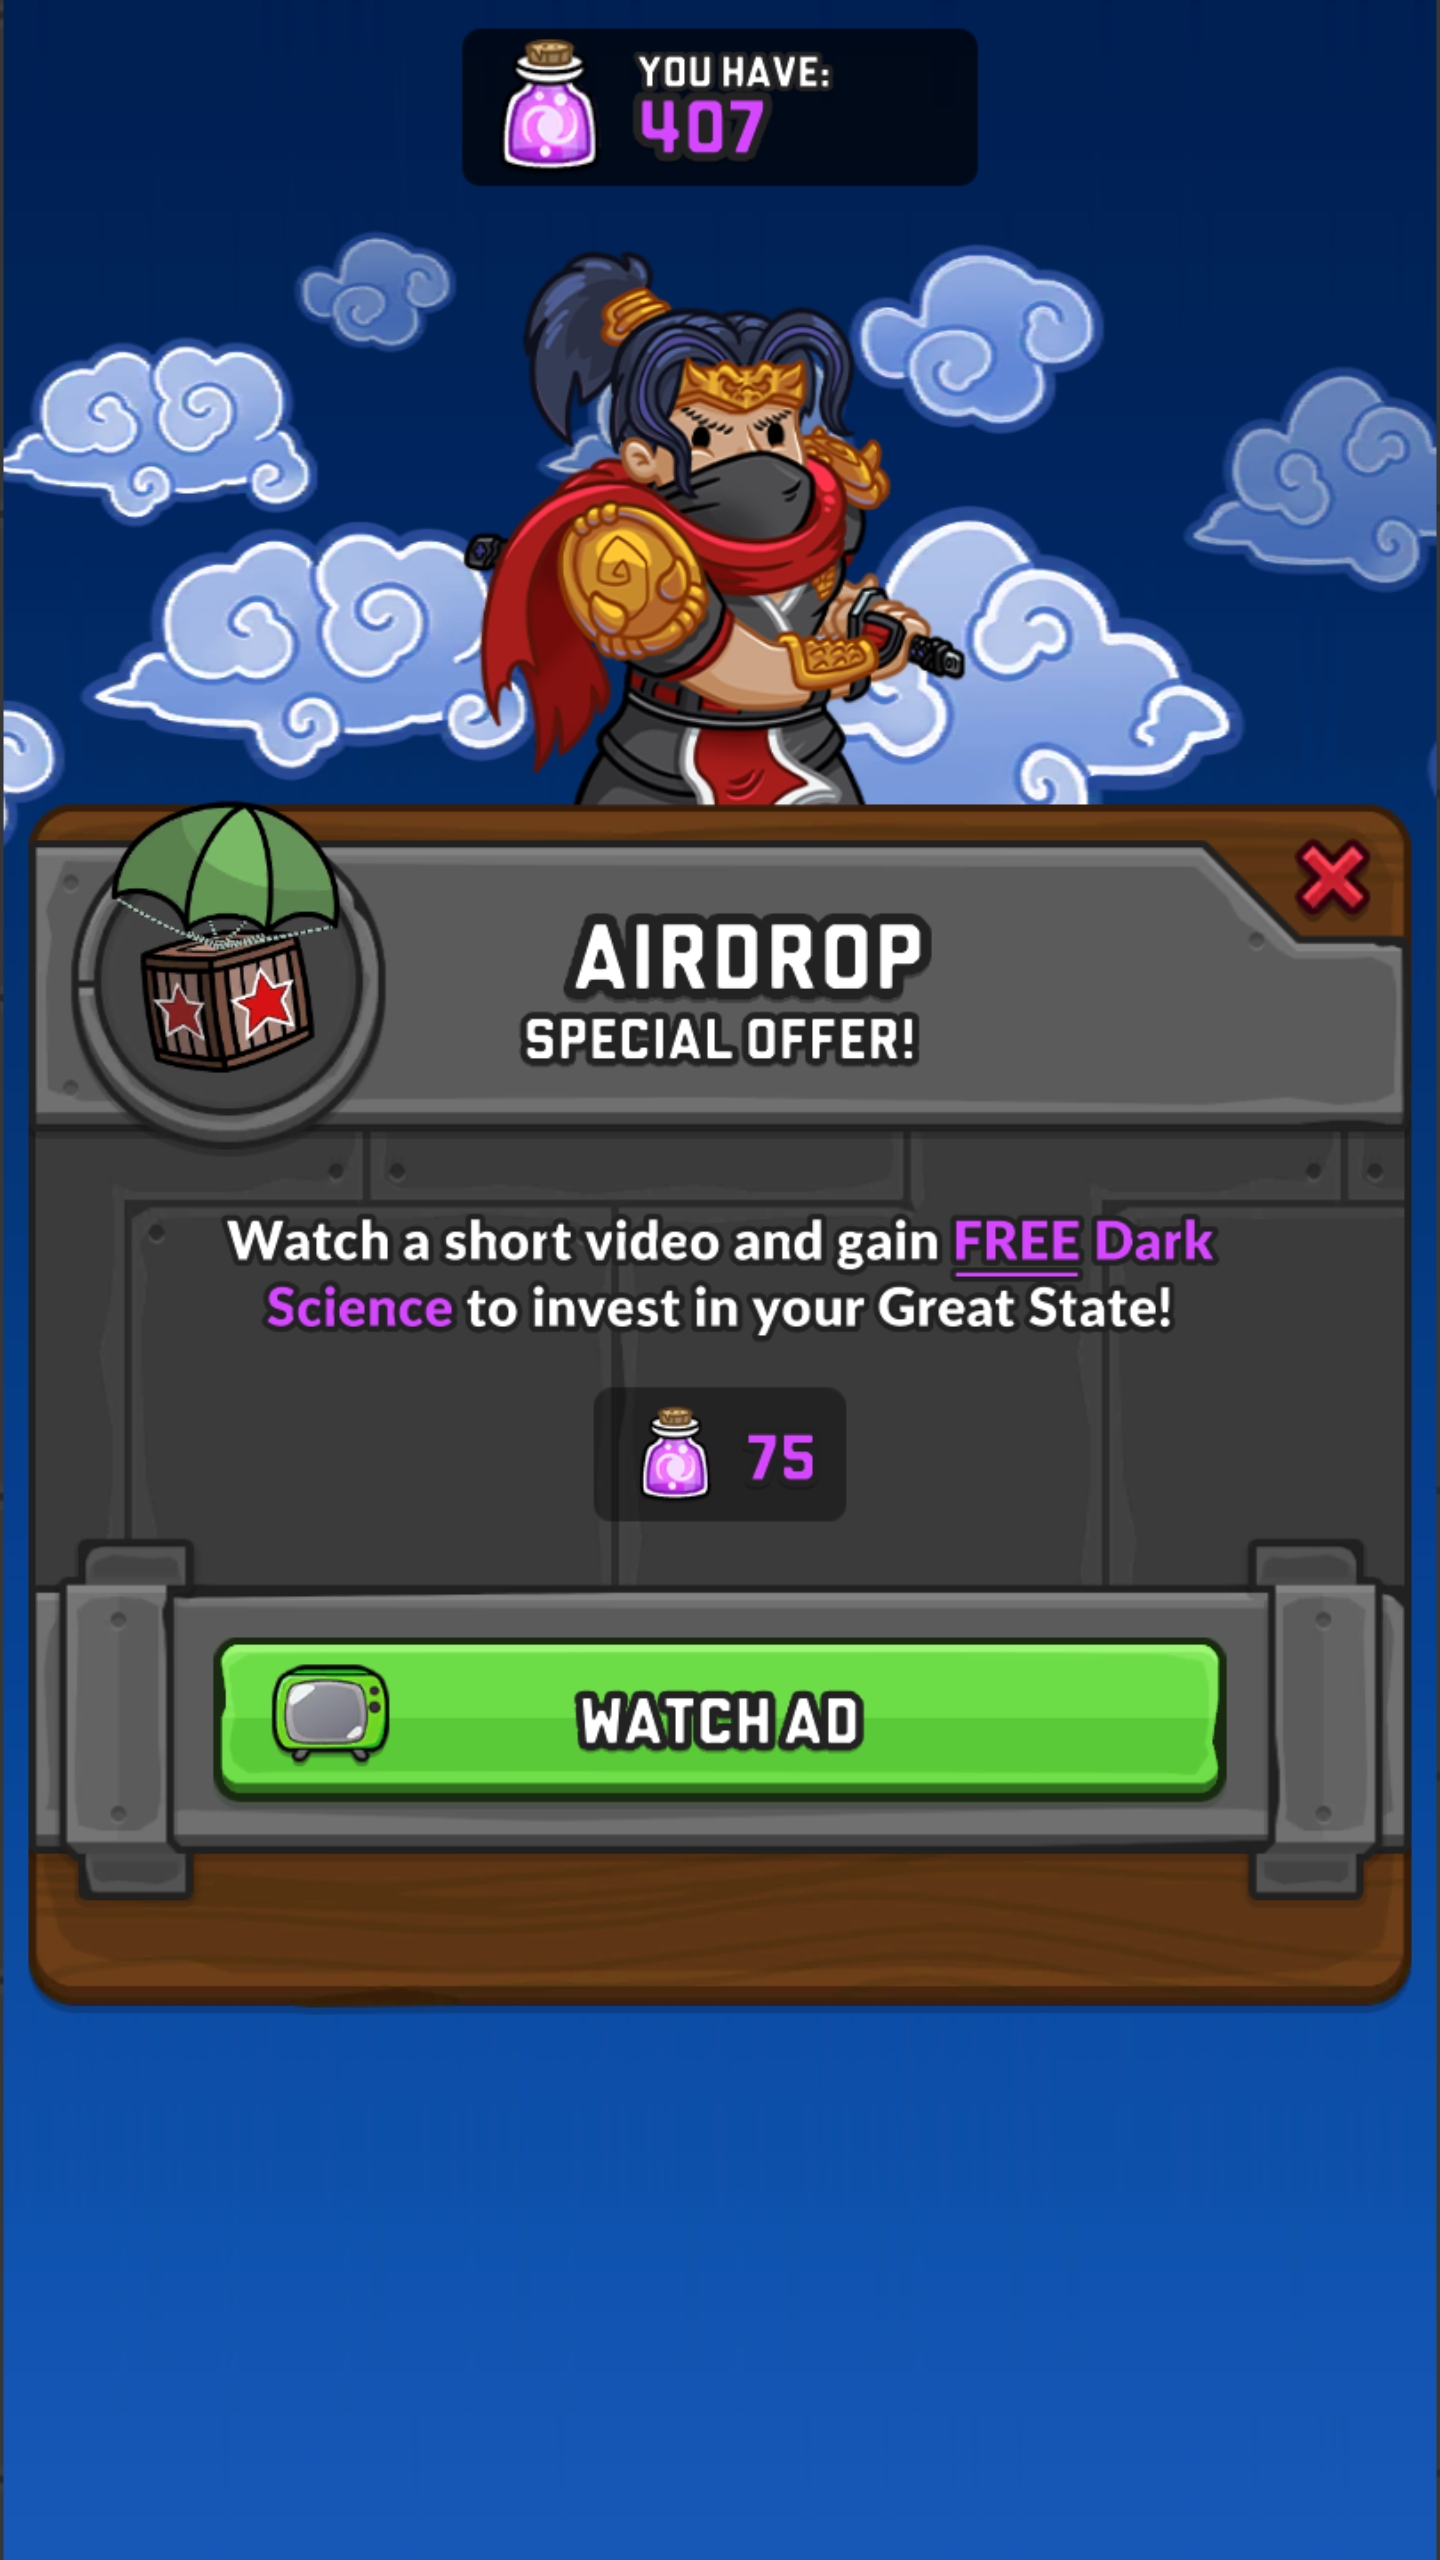 YOU HAVE:
407
AIRDROP
SPECIAL OFFER!
Watch a short video and gain FREE Dark
Science to invest in your Great State!
75
WATCH AD